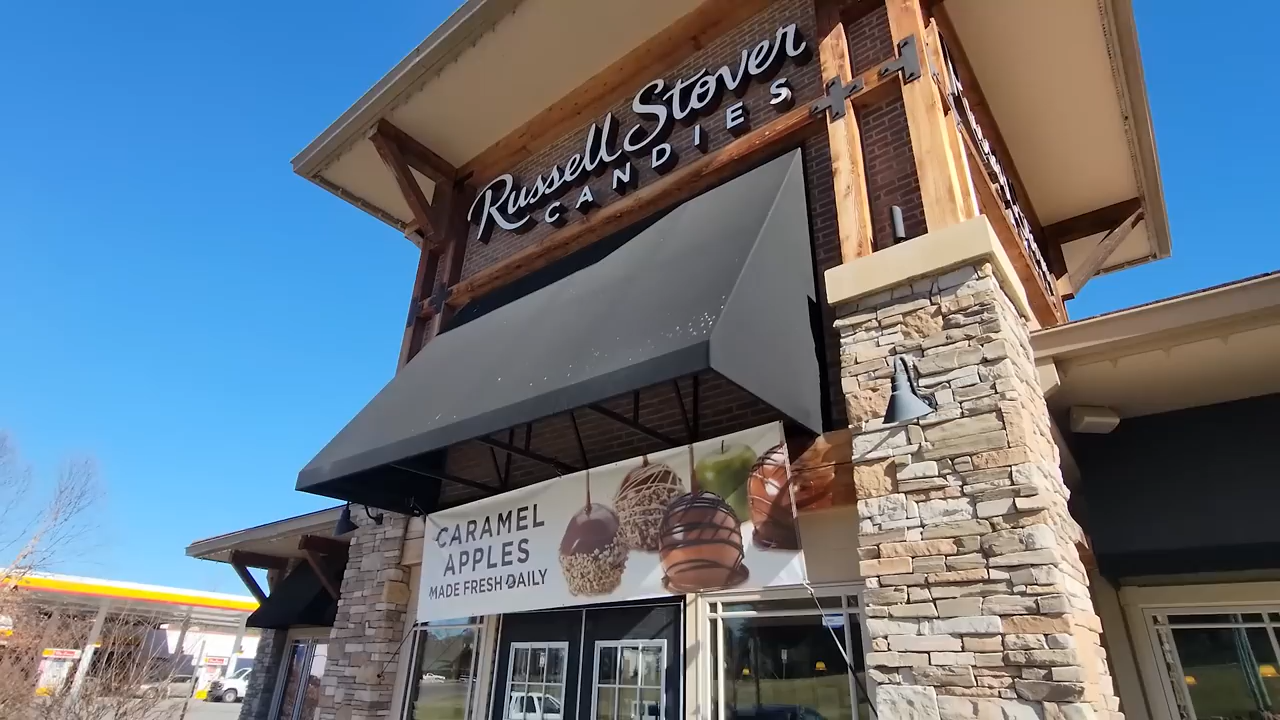 Russell Stover
CANDIES
CARAMEL
APPLES
MADE FRESH DAILY